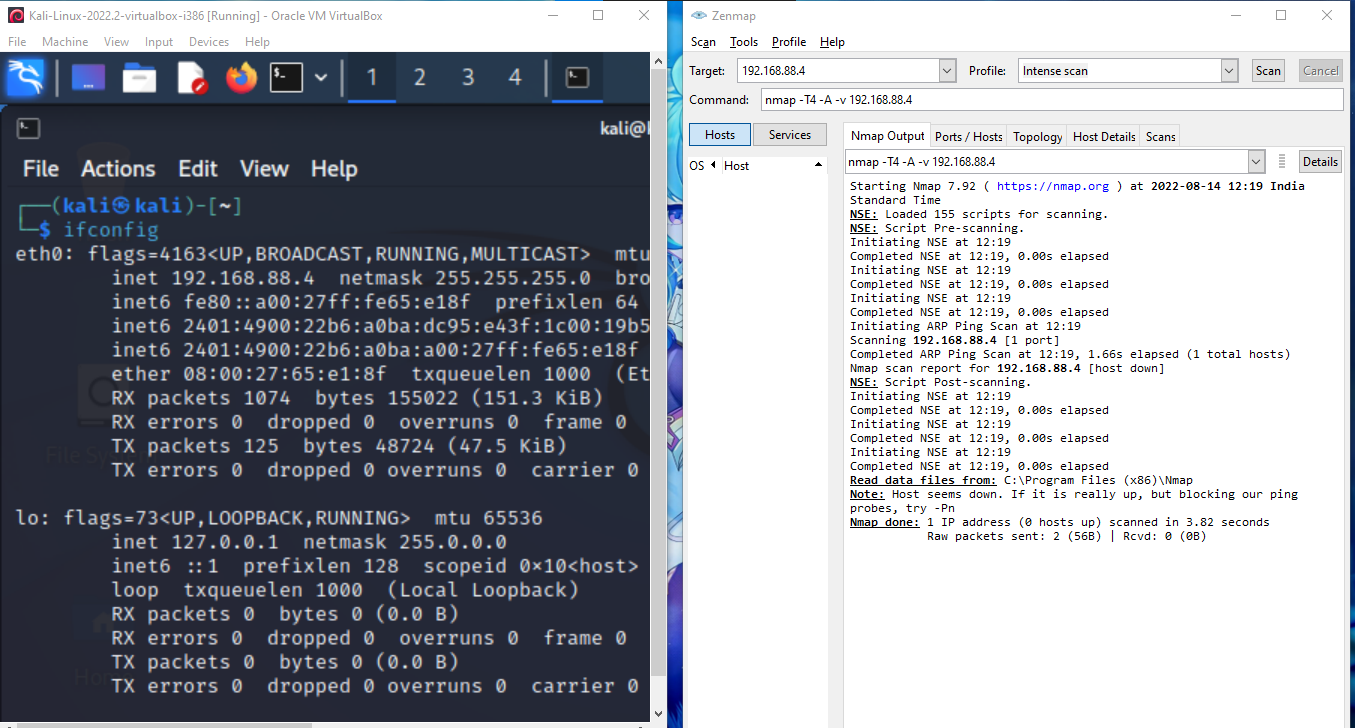 Kali-Linux-2022.2-virtualbox-i386 [Running] - Oracle VM VirtualBox
File Machine View Input Devices Help
1 2 3 4
kali@
File Actions Edit View Help
(kali㉿kali)-[~]
$ ifconfig
eth0: flags=4163<UP,BROADCAST,RUNNING,MULTICAST> mtu
inet 192.168.88.4 netmask 255.255.255.0 bro
inet6 fe80::a00:27ff:fe65:e18f prefixlen 64
inet6 2401:4900:22b6:a0ba:dc95:e43f:1c00:19b5
inet6 2401:4900:22b6:a0ba:a00:27ff:fe65:e18f
ether 08:00:27:65:e1:8f txqueuelen 1000 (Et
RX packets 1074 bytes 155022 (151.3 KiB)
RX errors 0 dropped 0 overruns 0 frame 0
TX packets 125 bytes 48724 (47.5 KiB)
TX errors 0 dropped 0 overruns 0 carrier 0
lo: flags=73<UP,LOOPBACK,RUNNING> mtu 65536
inet 127.0.0.1 netmask 255.0.0.0
inet6 ::1 prefixlen 128 scopeid 0×10<host>
loop txqueuelen 1000 (Local Loopback)
RX packets 0 bytes 0 (0.0 B)
RX errors 0 dropped 0 overruns 0 frame 0
TX packets 0 bytes 0 (0.0 B)
TX errors 0 dropped 0 overruns 0 carrier 0
Zenmap
Scan Tools Profile Help
Target: 192.168.88.4 Profile: Intense scan Scan Cancel
Command: nmap -T4 -A -v 192.168.88.4
Hosts Services
OS Host
Nmap Output Ports / Hosts Topology Host Details Scans
nmap -T4 -A -v 192.168.88.4 Details
Starting Nmap 7.92 ( https://nmap.org ) at 2022-08-14 12:19 India
Standard Time
NSE: Loaded 155 scripts for scanning.
NSE: Script Pre-scanning.
Initiating NSE at 12:19
Completed NSE at 12:19, 0.00s elapsed
Initiating NSE at 12:19
Completed NSE at 12:19, 0.00s elapsed
Initiating NSE at 12:19
Completed NSE at 12:19, 0.00s elapsed
Initiating ARP Ping Scan at 12:19
Scanning 192.168.88.4 [1 port]
Completed ARP Ping Scan at 12:19, 1.66s elapsed (1 total hosts)
Nmap scan report for 192.168.88.4 [host down]
NSE: Script Post-scanning.
Initiating NSE at 12:19
Completed NSE at 12:19, 0.00s elapsed
Initiating NSE at 12:19
Completed NSE at 12:19, 0.00s elapsed
Initiating NSE at 12:19
Completed NSE at 12:19, 0.00s elapsed
Read data files from: C:\Program Files (x86)\Nmap
Note: Host seems down. If it is really up, but blocking our ping
probes, try -Pn
Nmap done: 1 IP address (0 hosts up) scanned in 3.82 seconds
Raw packets sent: 2 (56B) | Rcvd: 0 (0B)